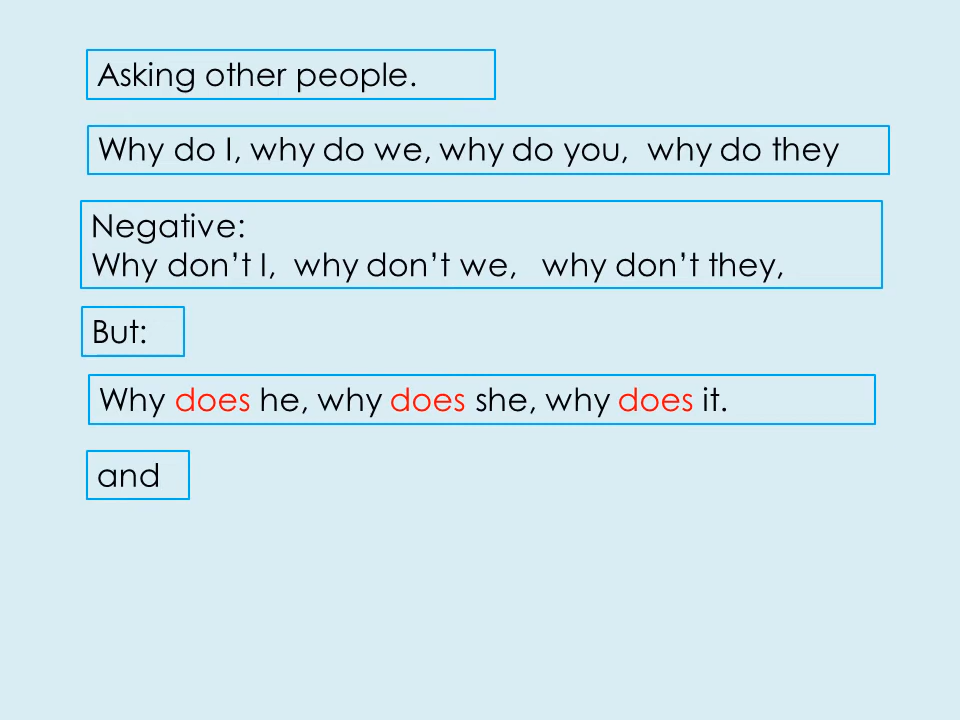 Asking other people.
Why do I, why do we, why do you,  why do they
Negative:
Why don’t I,  why don’t we,   why don’t they,
But:
Why does he, why does she, why does it.
and